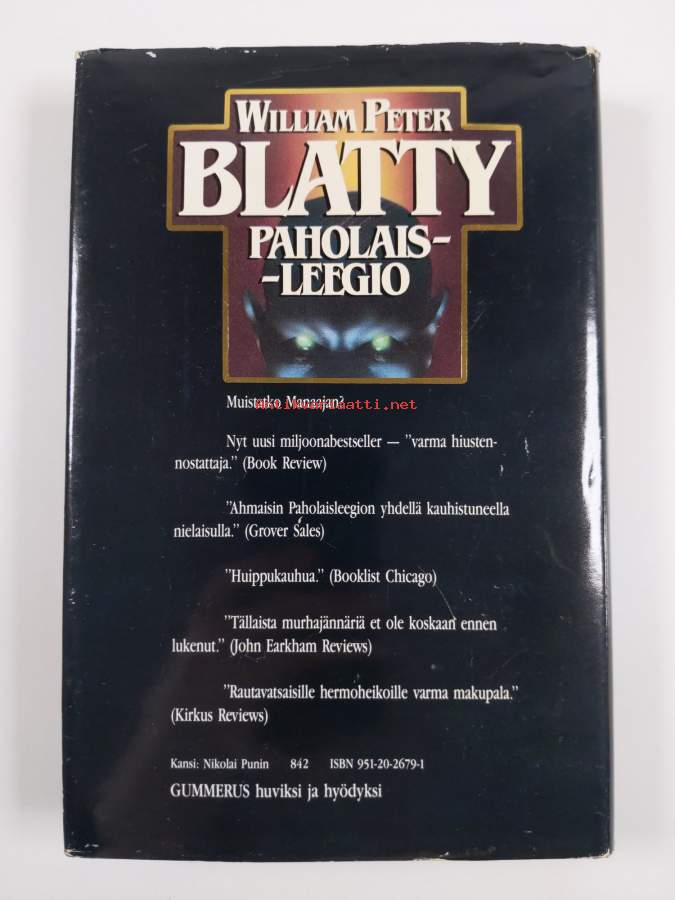 WILLIAM PETER
BLATTY
PAHOLAIS-
-LEEGIO
Muistatko Manaajan?
Antikvariaatti.net
Nyt uusi miljoonabestseller — ”varma hiusten-
nostattaja.” (Book Review)
”Ahmaisin Paholaisleegion yhdellä kauhistuneella
nielaisulla.” (Grover Sales)
”Huippukauhua.” (Booklist Chicago)
”Tällaista murhajännäriä et ole koskaan ennen
lukenut.” (John Earkham Reviews)
”Rautavatsaisille hermoheikoille varma makupala.”
(Kirkus Reviews)
Kansi: Nikolai Punin 842 ISBN 951-20-2679-1
GUMMERUS huviksi ja hyödyksi